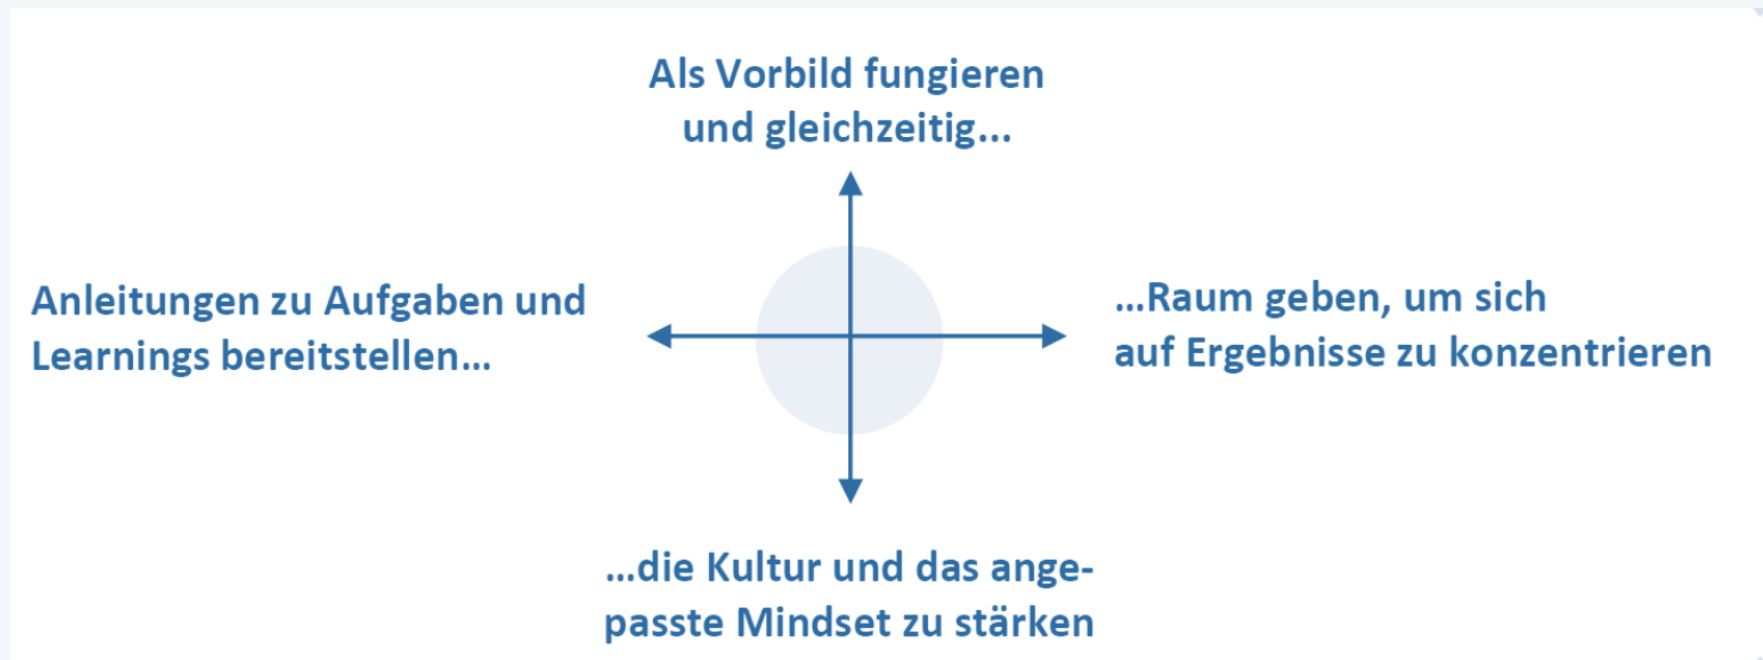 Als Vorbild fungieren
und gleichzeitig...
Anleitungen zu Aufgaben und
Learnings bereitstellen...
...Raum geben, um sich
auf Ergebnisse zu konzentrieren
...die Kultur und das ange-
passte Mindset zu stärken